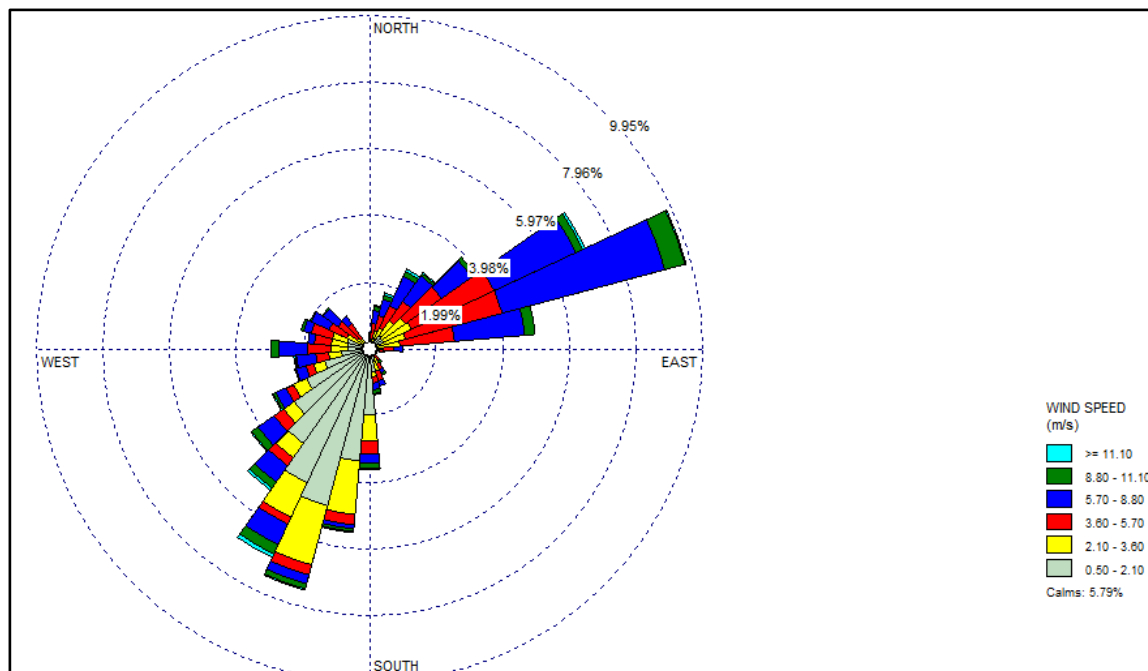 NORTH
9.95%
7.96%
5.97%
3.98%
1.99%
WEST
EAST
SOUTH
WIND SPEED
(m/s)
>= 11.10
8.80 - 11.10
5.70 - 8.80
3.60 - 5.70
2.10 - 3.60
0.50 - 2.10
Calms: 5.79%